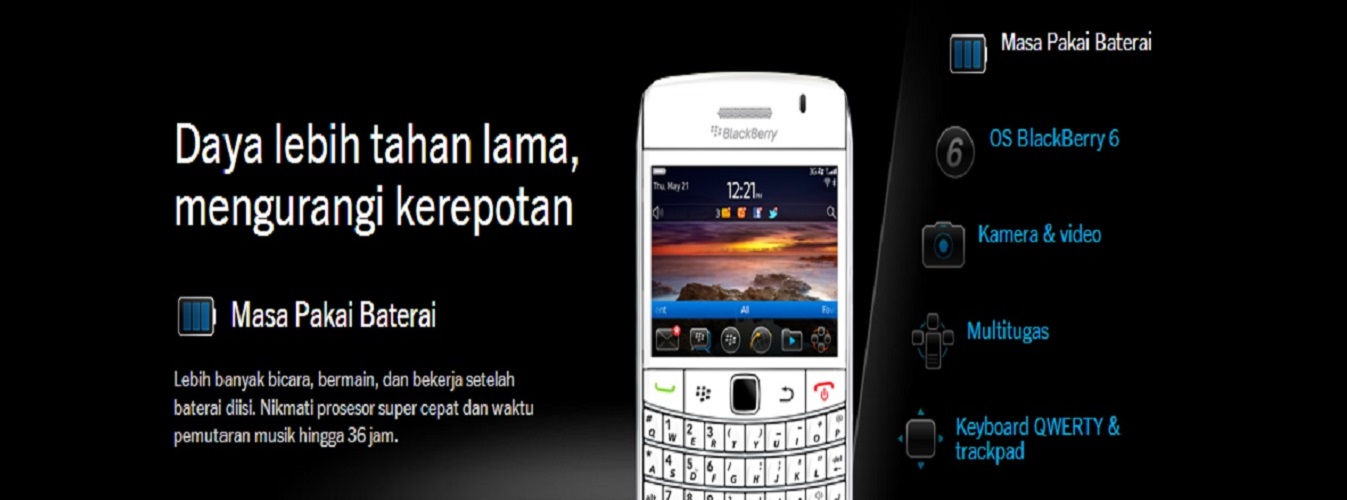 Daya lebih tahan lama,
mengurangi kerepotan
Masa Pakai Baterai
Lebih banyak bicara, bermain, dan bekerja setelah
baterai diisi. Nikmati prosesor super cepat dan waktu
pemutaran musik hingga 36 jam.
BlackBerry
Thu, May 21
12:21
3G
3
All
Q W E R T Y U I O P
A S D F G H J K L
Masa Pakai Baterai
6
OS BlackBerry 6
Kamera & video
Multitugas
Keyboard QWERTY &
trackpad